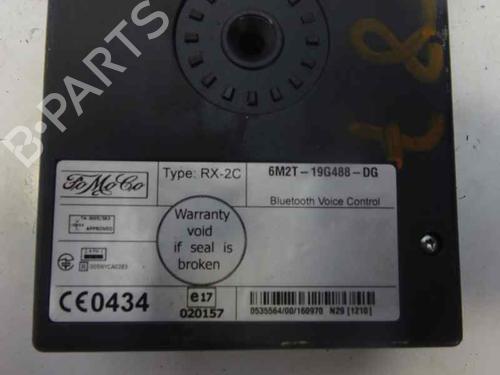 B-PARTS
FoMoCo
Type: RX-2C
6M2T-19G488-DG
Bluetooth Voice Control
Warranty
void
if seal is
broken
APPROVED
CE0434
e17
020157
0535564/00/160970 N29 [1210]